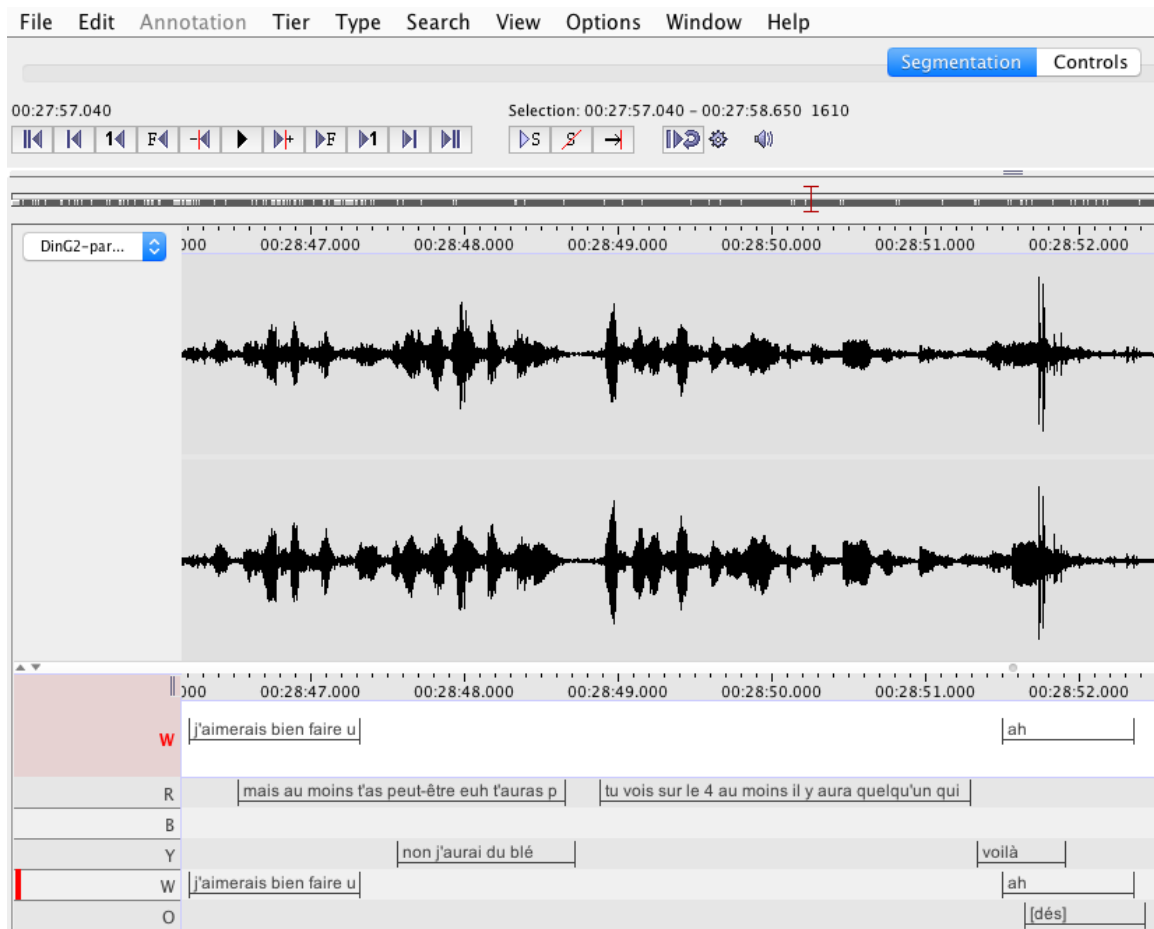 File Edit Annotation Tier Type Search View Options Window Help
Segmentation Controls
00:27:57.040 Selection: 00:27:57.040 – 00:27:58.650 1610
1 F -+ F 1 S S
DinG2-par... 000 00:28:47.000 00:28:48.000 00:28:49.000 00:28:50.000 00:28:51.000 00:28:52.000
000 00:28:47.000 00:28:48.000 00:28:49.000 00:28:50.000 00:28:51.000 00:28:52.000
W j'aimerais bien faire u ah
R mais au moins t'as peut-être euh t'auras p tu vois sur le 4 au moins il y aura quelqu'un qui
B
Y non j'aurai du blé voilà
W j'aimerais bien faire u ah
O [dés]